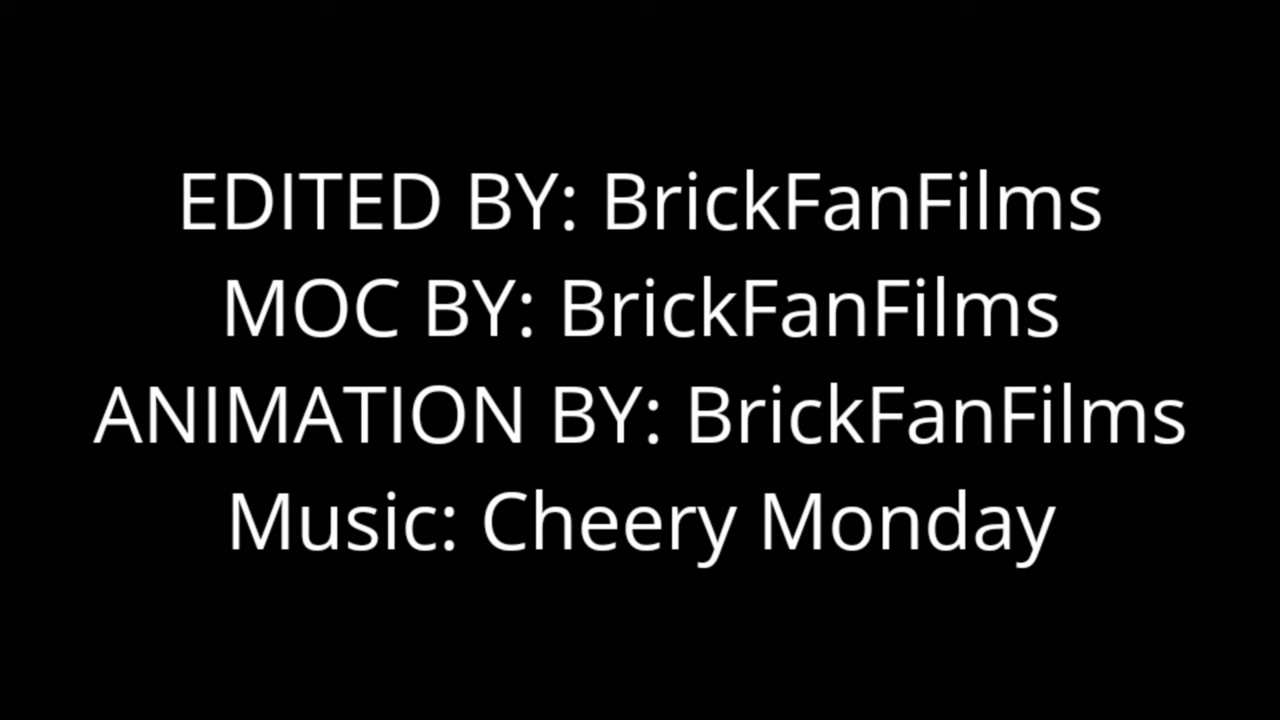 EDITED BY: BrickFanFilms
MOC BY: BrickFanFilms
ANIMATION BY: BrickFanFilms
Music: Cheery Monday